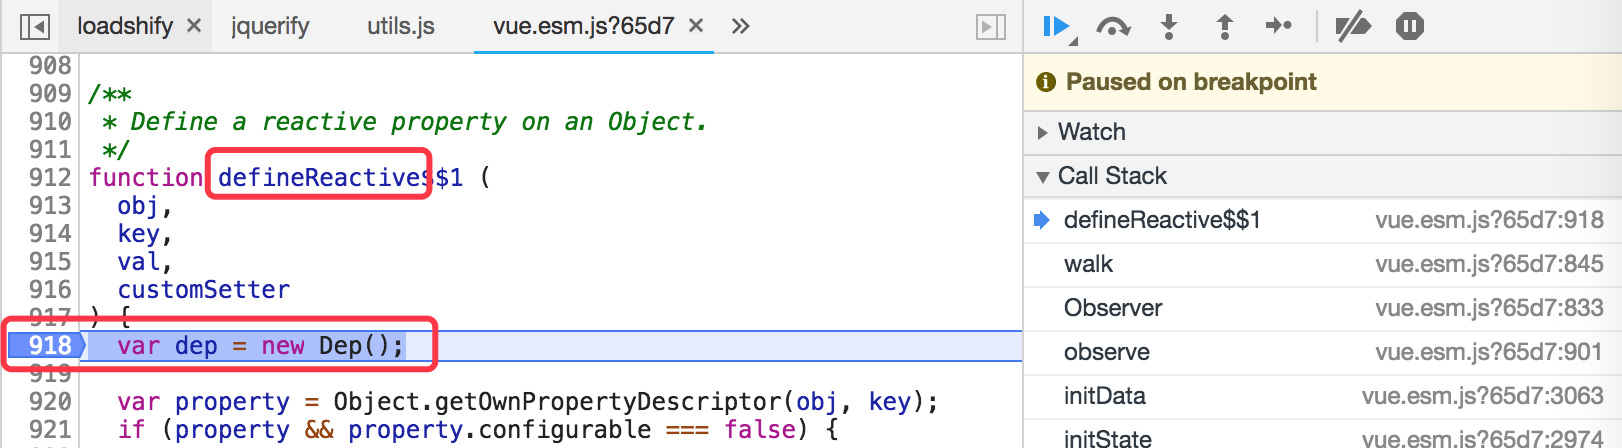 loadshify × jquerify utils.js vue.esm.js?65d7 × »
908
909 /**
910 * Define a reactive property on an Object.
911 */
912 function defineReactive$$1 (
913 obj,
914 key,
915 val,
916 customSetter
917 ) {
918 var dep = new Dep();
919
920 var property = Object.getOwnPropertyDescriptor(obj, key);
921 if (property && property.configurable === false) {
Paused on breakpoint
Watch
Call Stack
defineReactive$$1 vue.esm.js?65d7:918
walk vue.esm.js?65d7:845
Observer vue.esm.js?65d7:833
observe vue.esm.js?65d7:901
initData vue.esm.js?65d7:3063
initState vue.esm.js?65d7:2974